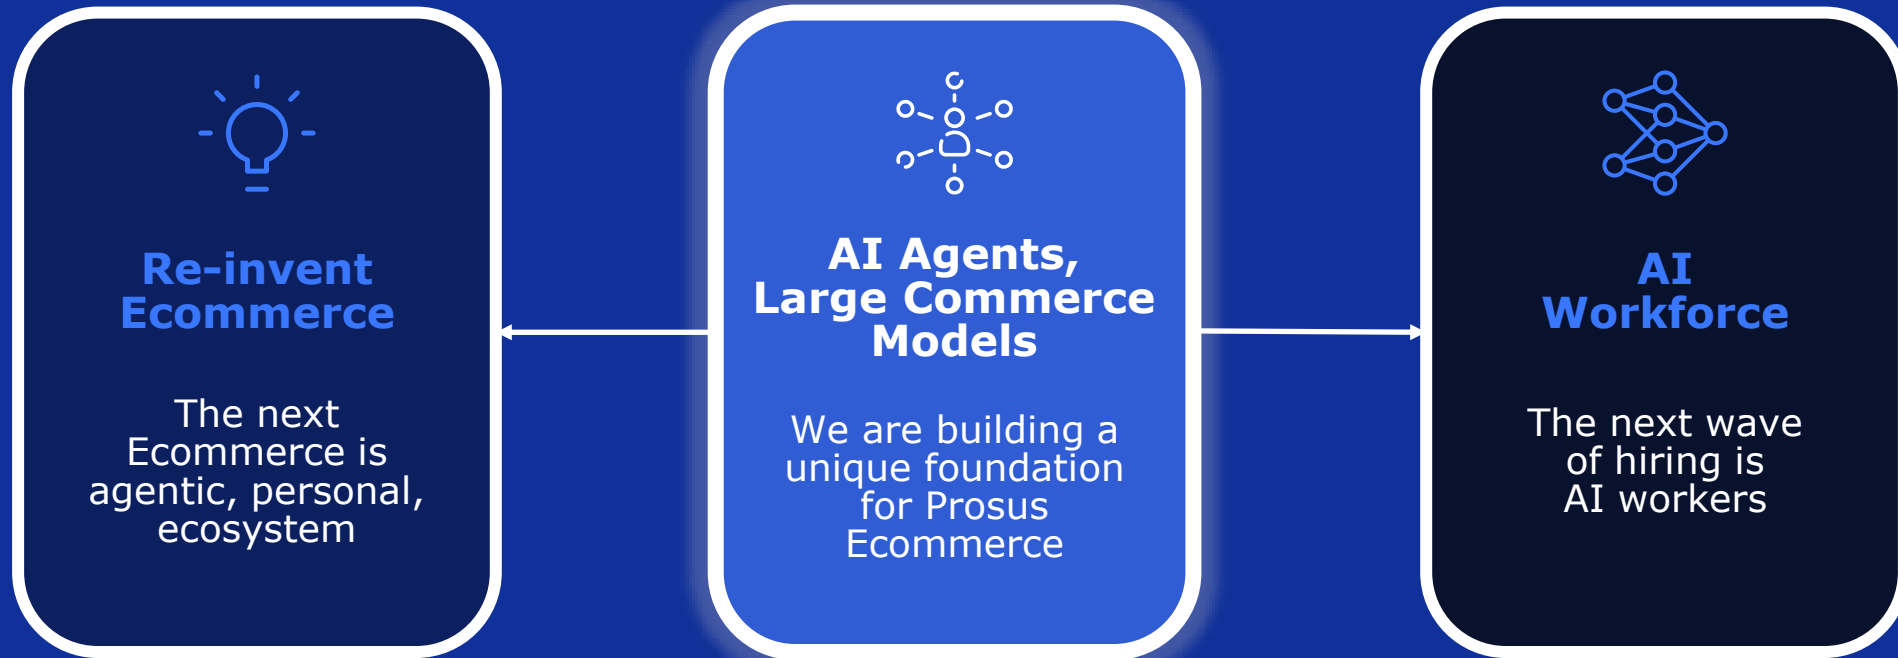 Re-invent
Ecommerce
The next
Ecommerce is
agentic, personal,
ecosystem
AI Agents,
Large Commerce
Models
We are building a
unique foundation
for Prosus
Ecommerce
AI
Workforce
The next wave
of hiring is
AI workers